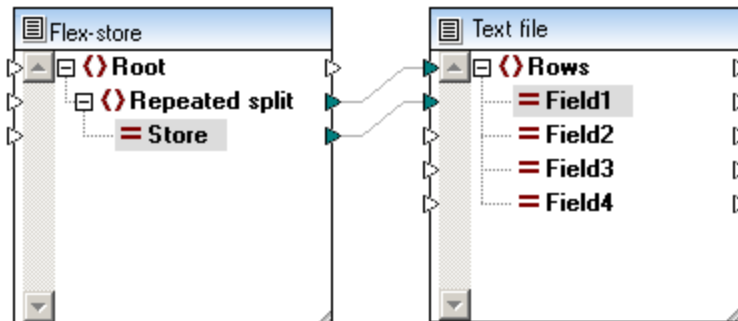 Flex-store
Root
Repeated split
Store
Text file
Rows
Field1
Field2
Field3
Field4